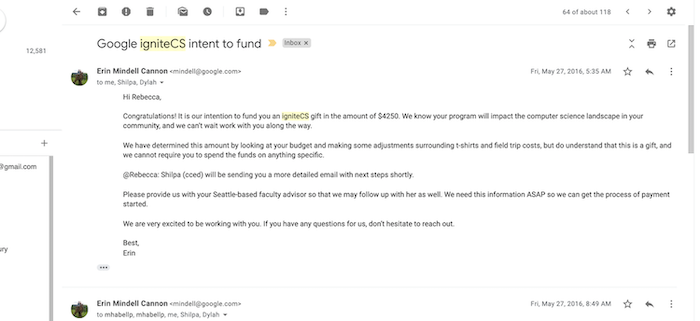 64 of about 118
12,581
Google igniteCS intent to fund
Inbox ×
Erin Mindell Cannon <mindell@google.com>
Fri, May 27, 2016, 5:35 AM
to me, Shilpa, Dylah
Hi Rebecca,
Congratulations! It is our intention to fund you an igniteCS gift in the amount of $4250. We know your program will impact the computer science landscape in your
community, and we can't wait work with you along the way.
We have determined this amount by looking at your budget and making some adjustments surrounding t-shirts and field trip costs, but do understand that this is a gift, and
we cannot require you to spend the funds on anything specific.
@Rebecca: Shilpa (cced) will be sending you a more detailed email with next steps shortly.
Please provide us with your Seattle-based faculty advisor so that we may follow up with her as well. We need this information ASAP so we can get the process of payment
started.
We are very excited to be working with you. If you have any questions for us, don't hesitate to reach out.
Best,
Erin
@gmail.com
ury
Erin Mindell Cannon <mindell@google.com>
Fri, May 27, 2016, 8:49 AM
to mhabellp, mhabellp, me, Shilpa, Dylah